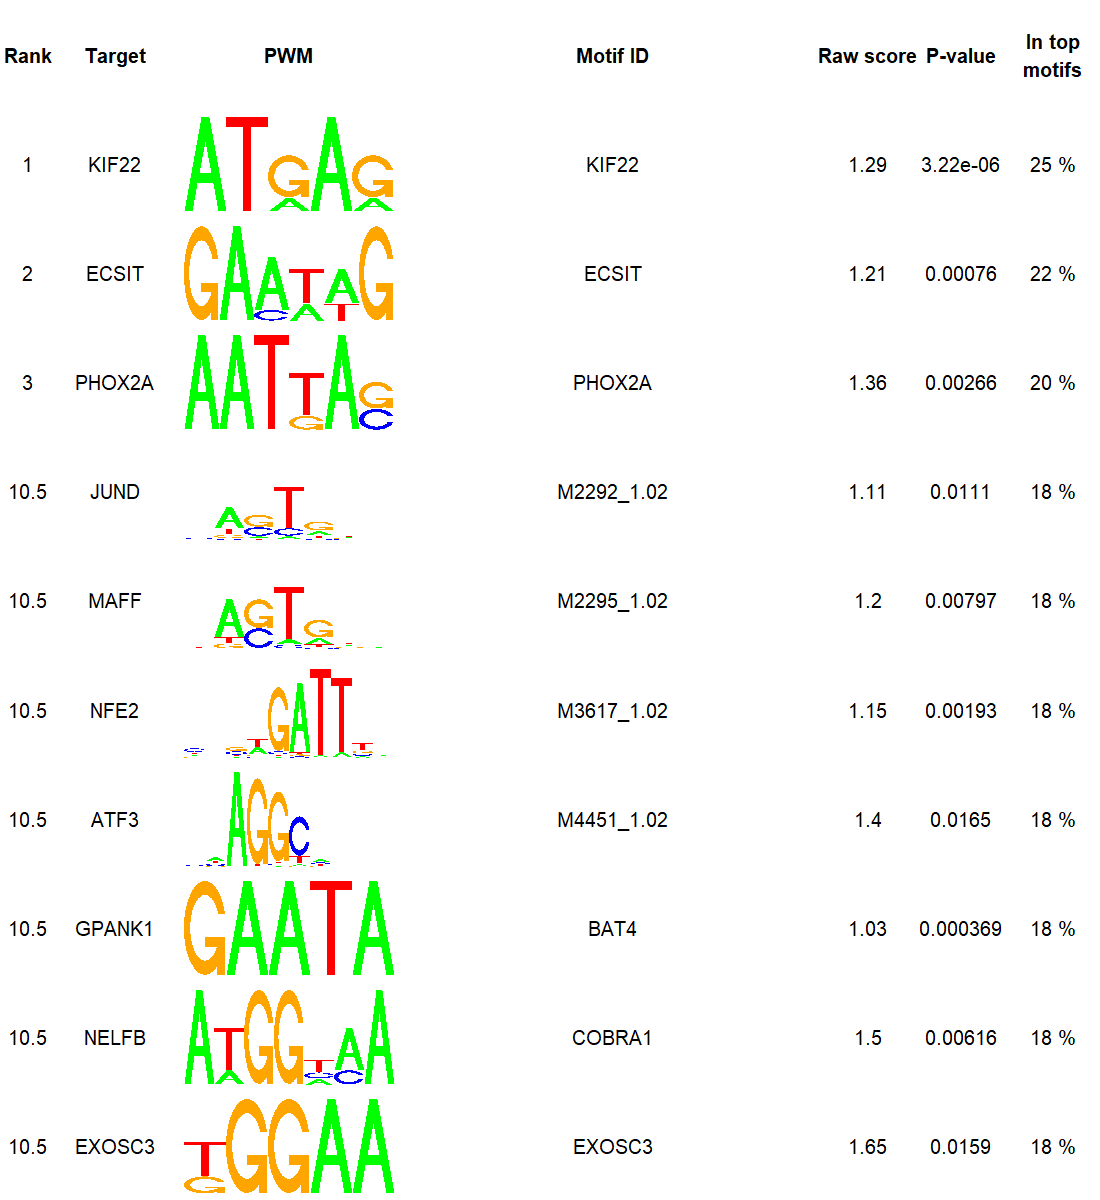 Rank Target PWM Motif ID Raw score P-value In top motifs
1 KIF22 KIF22 1.29 3.22e-06 25 %
2 ECSIT ECSIT 1.21 0.00076 22 %
3 PHOX2A PHOX2A 1.36 0.00266 20 %
10.5 JUND M2292_1.02 1.11 0.0111 18 %
10.5 MAFF M2295_1.02 1.2 0.00797 18 %
10.5 NFE2 M3617_1.02 1.15 0.00193 18 %
10.5 ATF3 M4451_1.02 1.4 0.0165 18 %
10.5 GPANK1 GAATA BAT4 1.03 0.000369 18 %
10.5 NELFB COBRA1 1.5 0.00616 18 %
10.5 EXOSC3 EXOSC3 1.65 0.0159 18 %